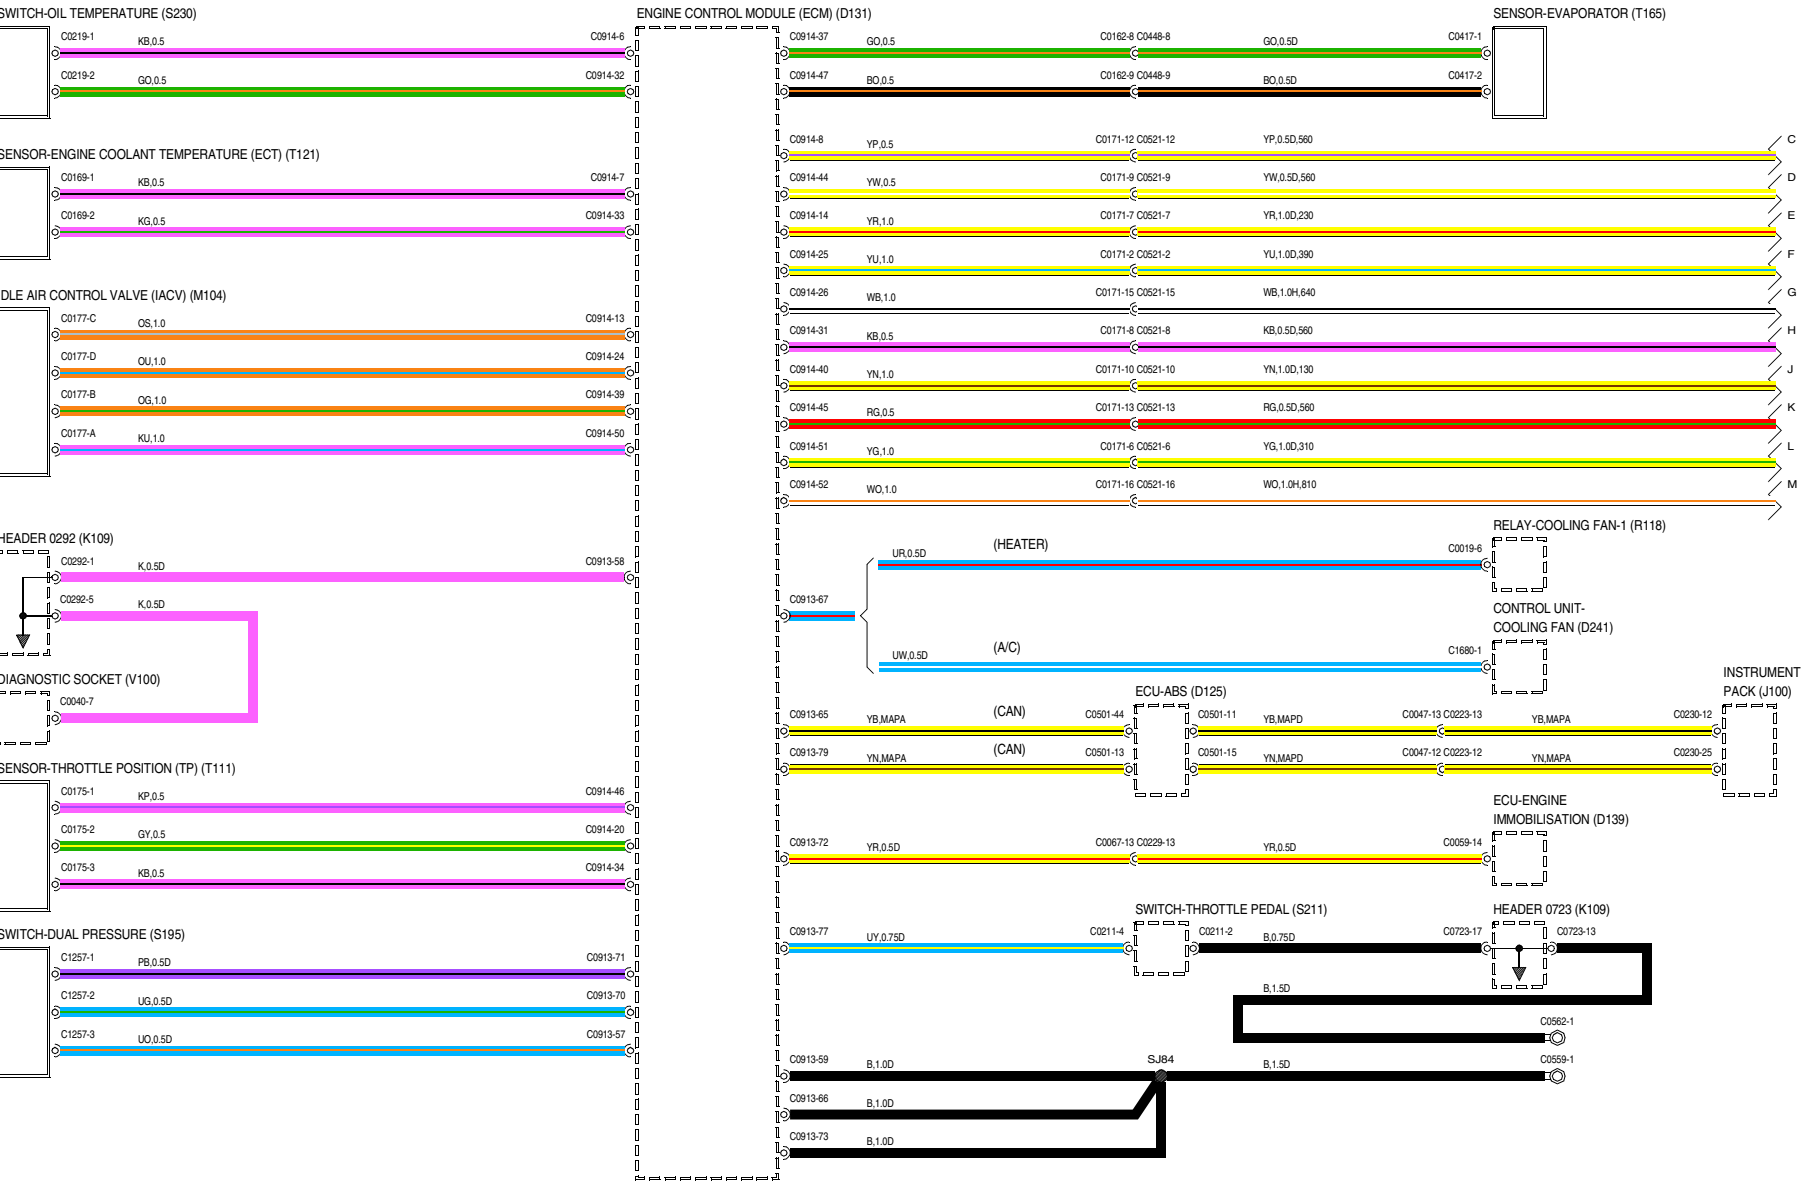 SWITCH-OIL TEMPERATURE (S230)
C0219-1 KB,0.5 C0914-6
C0219-2 GO,0.5 C0914-32
SENSOR-ENGINE COOLANT TEMPERATURE (ECT) (T121)
C0169-1 KB,0.5 C0914-7
C0169-2 KG,0.5 C0914-33
DLE AIR CONTROL VALVE (IACV) (M104)
C0177-C OS,1.0 C0914-13
C0177-D OU,1.0 C0914-24
C0177-B OG,1.0 C0914-39
C0177-A KU,1.0 C0914-50
HEADER 0292 (K109)
C0292-1 K,0.5D C0913-58
C0292-5 K,0.5D
DIAGNOSTIC SOCKET (V100)
C0040-7
SENSOR-THROTTLE POSITION (TP) (T111)
C0175-1 KP,0.5 C0914-46
C0175-2 GY,0.5 C0914-20
C0175-3 KB,0.5 C0914-34
SWITCH-DUAL PRESSURE (S195)
C1257-1 PB,0.5D C0913-71
C1257-2 UG,0.5D C0913-70
C1257-3 UO,0.5D C0913-57
ENGINE CONTROL MODULE (ECM) (D131)
SENSOR-EVAPORATOR (T165)
C0914-37 GO,0.5 C0162-8 C0448-8 GO,0.5D C0417-1
C0914-47 BO,0.5 C0162-9 C0448-9 BO,0.5D C0417-2
C0914-8 YP,0.5 C0171-12 C0521-12 YP,0.5D,560 C
C0914-44 YW,0.5 C0171-9 C0521-9 YW,0.5D,560 D
C0914-14 YR,1.0 C0171-7 C0521-7 YR,1.0D,230 E
C0914-25 YU,1.0 C0171-2 C0521-2 YU,1.0D,390 F
C0914-26 WB,1.0 C0171-15 C0521-15 WB,1.0H,640 G
C0914-31 KB,0.5 C0171-8 C0521-8 KB,0.5D,560 H
C0914-40 YN,1.0 C0171-10 C0521-10 YN,1.0D,130 J
C0914-45 RG,0.5 C0171-13 C0521-13 RG,0.5D,560 K
C0914-51 YG,1.0 C0171-6 C0521-6 YG,1.0D,310 L
C0914-52 WO,1.0 C0171-16 C0521-16 WO,1.0H,810 M
RELAY-COOLING FAN-1 (R118)
UR,0.5D (HEATER) C0019-6
C0913-67
CONTROL UNIT-
COOLING FAN (D241)
UW,0.5D (A/C) C1680-1
ECU-ABS (D125)
INSTRUMENT
PACK (J100)
C0913-65 YB,MAPA (CAN) C0501-44 C0501-11 YB,MAPD C0047-13 C0223-13 YB,MAPA C0230-12
C0913-79 YN,MAPA (CAN) C0501-13 C0501-15 YN,MAPD C0047-12 C0223-12 YN,MAPA C0230-25
ECU-ENGINE
IMMOBILISATION (D139)
C0913-72 YR,0.5D C0067-13 C0229-13 YR,0.5D C0059-14
SWITCH-THROTTLE PEDAL (S211)
HEADER 0723 (K109)
C0913-77 UY,0.75D C0211-4 C0211-2 B,0.75D C0723-17 C0723-13
B,1.5D
C0562-1
C0913-59 B,1.0D SJ84 B,1.5D C0559-1
C0913-66 B,1.0D
C0913-73 B,1.0D